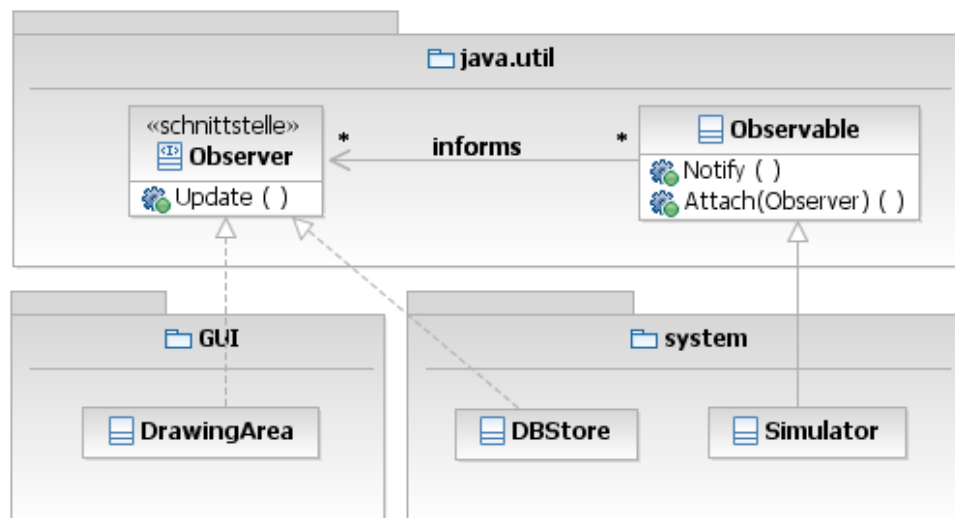 java.util
«schnittstelle»
Observer
Update ( )
* informs *
Observable
Notify ( )
Attach(Observer) ( )
GUI
DrawingArea
system
DBStore
Simulator